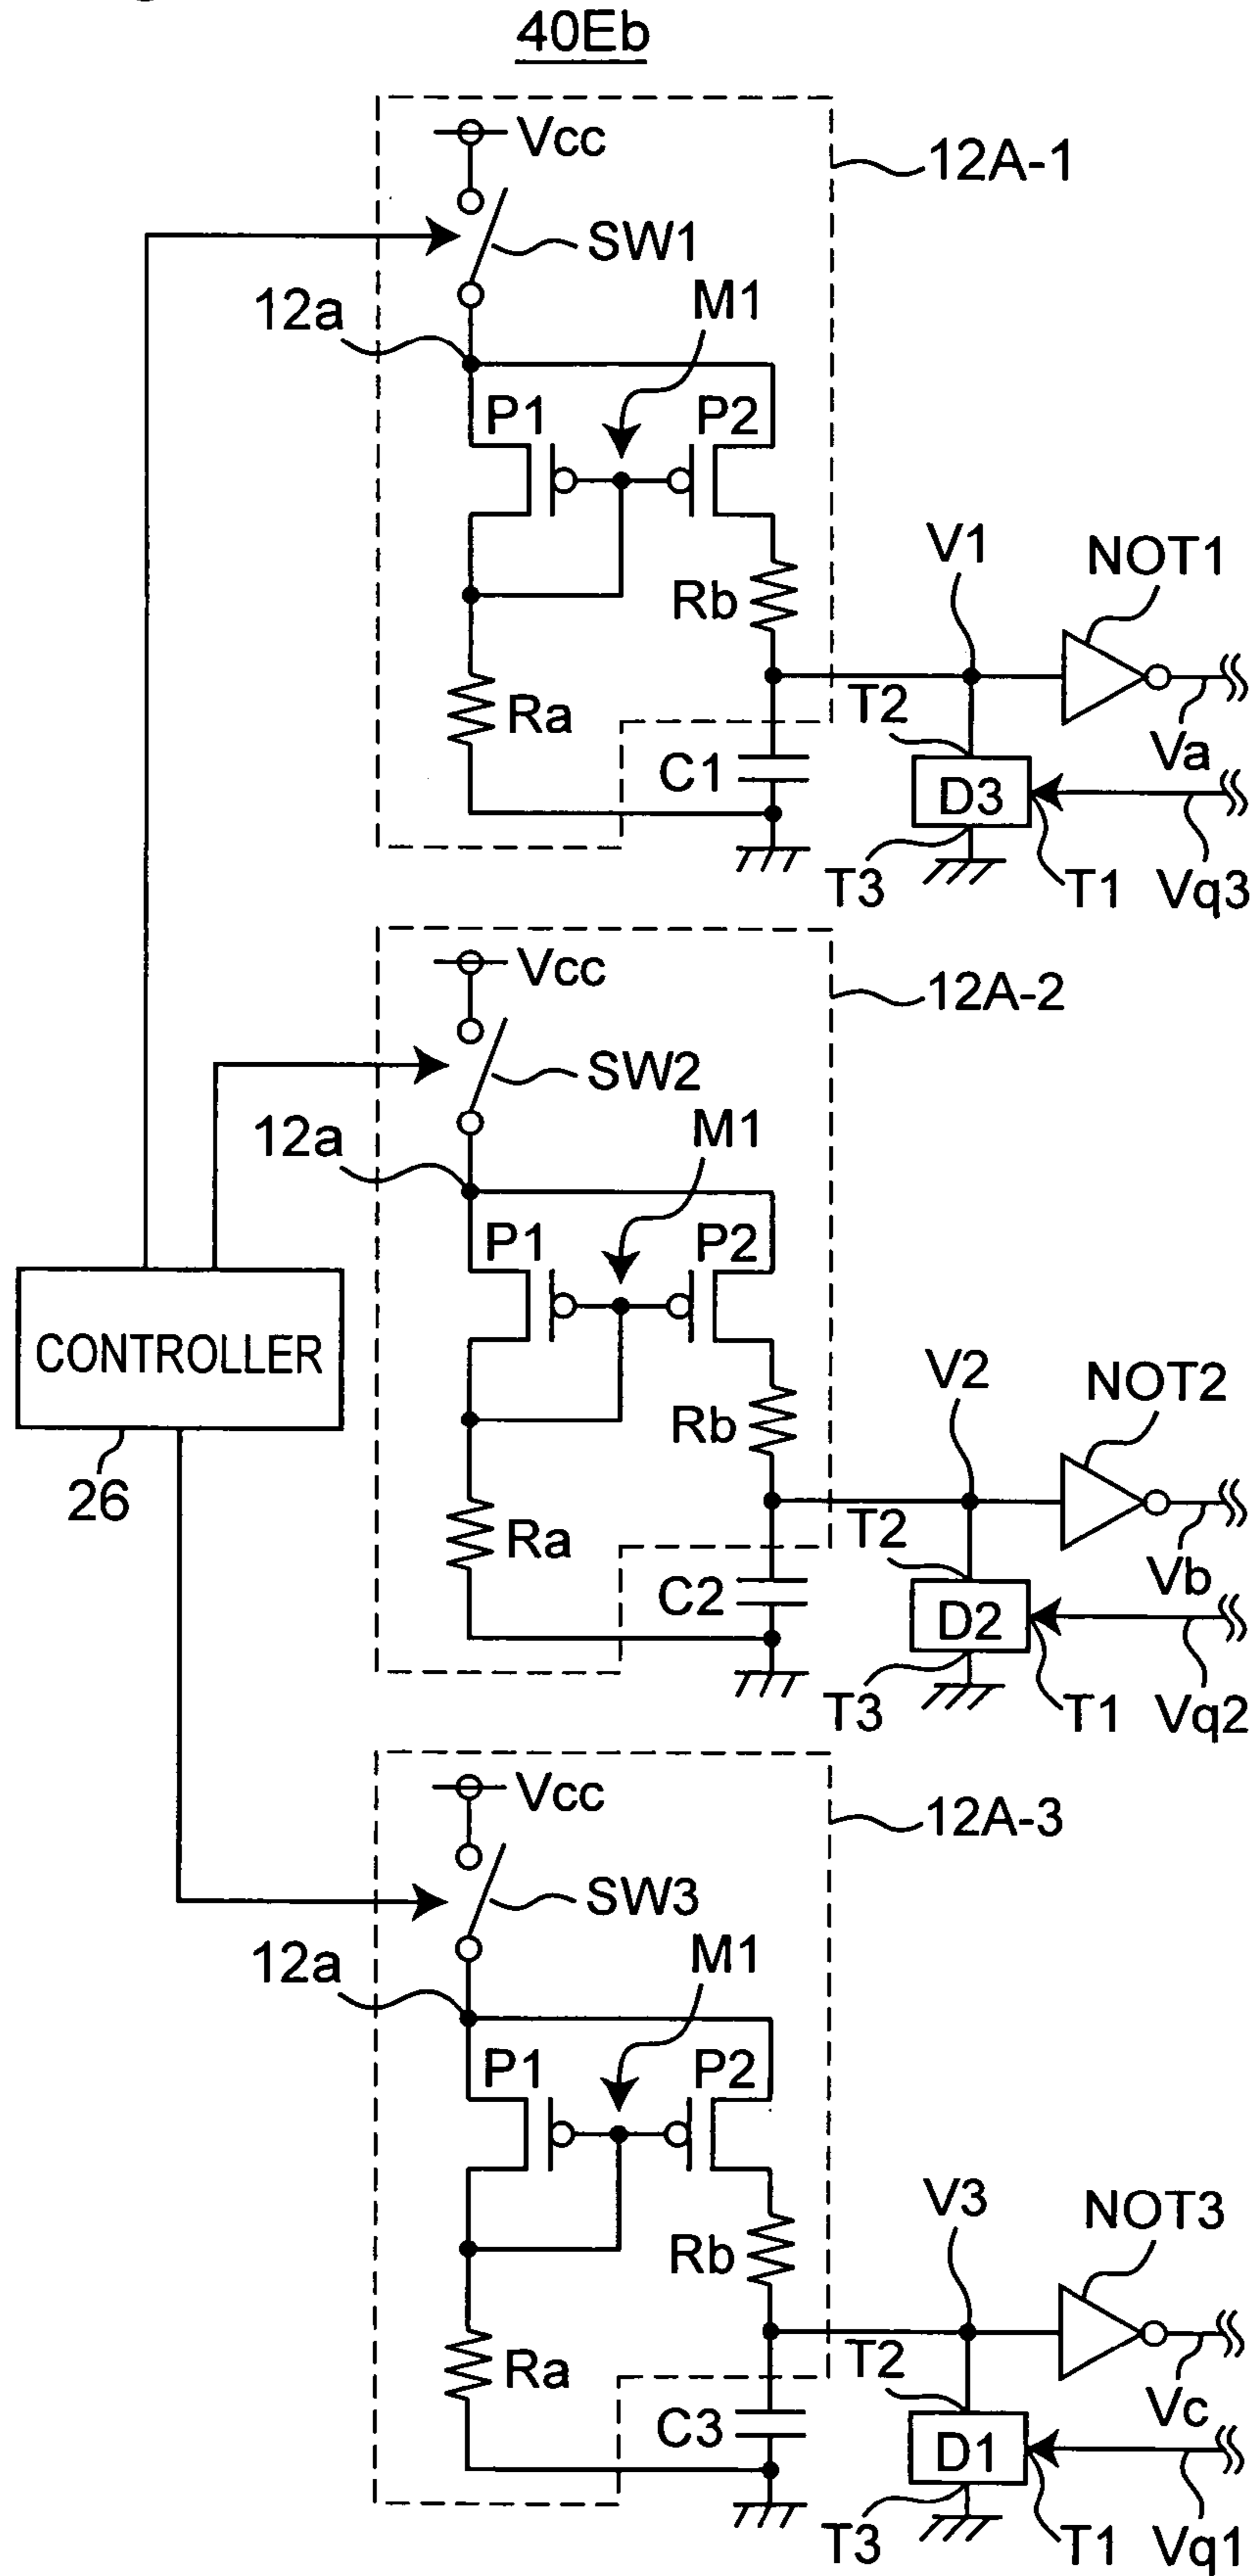 40Eb
Vcc
12A-1
SW1
12a
M1
P1
P2
V1
NOT1
Rb
T2
Ra
C1
Va
D3
T3
T1
Vq3
Vcc
12A-2
SW2
12a
M1
P1
P2
CONTROLLER
V2
NOT2
Rb
26
T2
Ra
C2
Vb
D2
T3
T1
Vq2
Vcc
12A-3
SW3
12a
M1
P1
P2
V3
NOT3
Rb
T2
Ra
C3
Vc
D1
T3
T1
Vq1